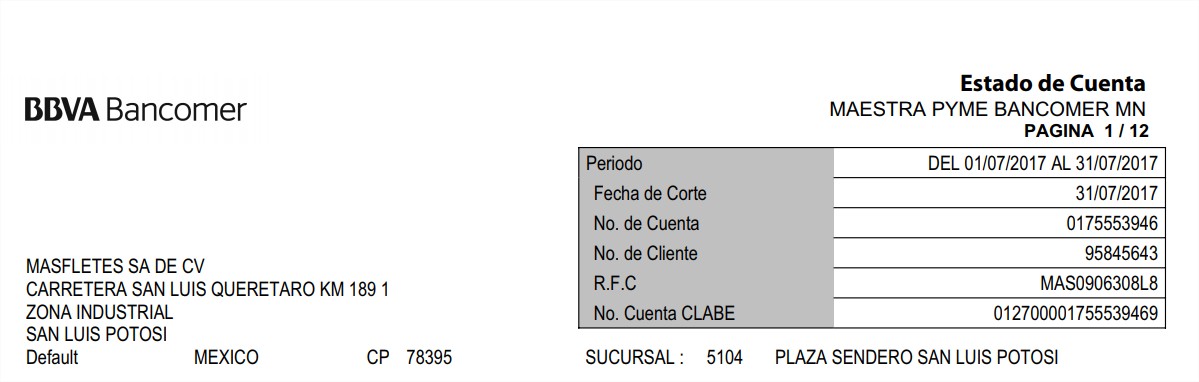 BBVA Bancomer
Estado de Cuenta
MAESTRA PYME BANCOMER MN
PAGINA 1 / 12
Periodo DEL 01/07/2017 AL 31/07/2017
Fecha de Corte 31/07/2017
No. de Cuenta 0175553946
No. de Cliente 95845643
R.F.C MAS0906308L8
No. Cuenta CLABE 012700001755539469
MASFLETES SA DE CV
CARRETERA SAN LUIS QUERETARO KM 189 1
ZONA INDUSTRIAL
SAN LUIS POTOSI
Default MEXICO CP 78395
SUCURSAL : 5104 PLAZA SENDERO SAN LUIS POTOSI